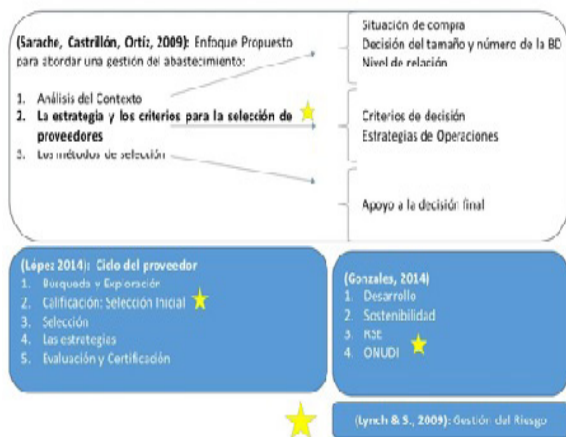 (Sarache, Castrillón, Ortíz, 2009): Enfoque Propuesto
para abordar una gestión del abastecimiento:
1. Análisis del Contexto
2. La estrategia y los criterios para la selección de
proveedores
3. Los métodos de selección
Situación de compra
Decisión del tamaño y número de la BD
Nivel de relación
Criterios de decisión
Estrategias de Operaciones
Apoyo a la decisión final
(López 2014): Ciclo del proveedor
1. Búsqueda y Exploración
2. Calificación: Selección Inicial
3. Selección
4. Las estrategias
5. Evaluación y Certificación
(Gonzales, 2014)
1. Desarrollo
2. Sostenibilidad
3. RSE
4. ONUDI
(Lynch & S., 2009): Gestión del Riesgo